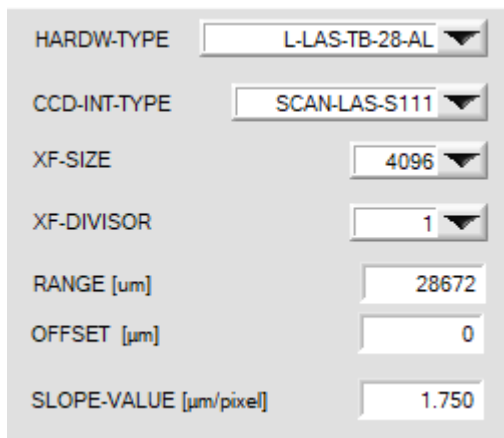 HARDW-TYPE L-LAS-TB-28-AL
CCD-INT-TYPE SCAN-LAS-S111
XF-SIZE 4096
XF-DIVISOR 1
RANGE [um] 28672
OFFSET [µm] 0
SLOPE-VALUE [µm/pixel] 1.750